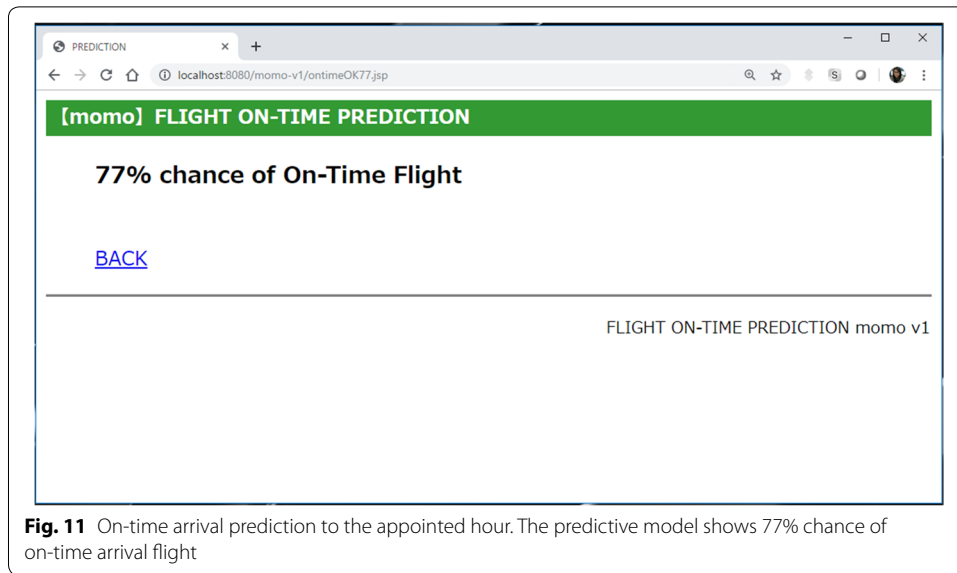 PREDICTION
localhost:8080/momo-v1/ontimeOK77.jsp
【momo】FLIGHT ON-TIME PREDICTION
77% chance of On-Time Flight
BACK
FLIGHT ON-TIME PREDICTION momo v1
Fig. 11 On-time arrival prediction to the appointed hour. The predictive model shows 77% chance of
on-time arrival flight